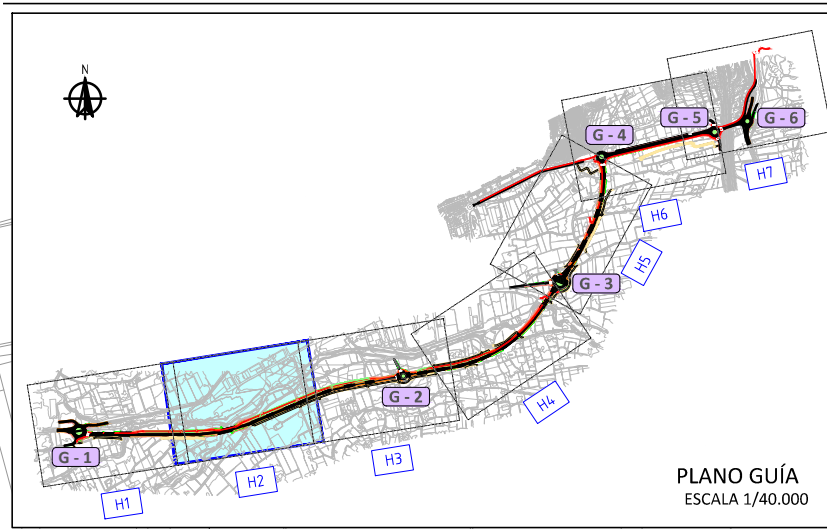 N
G - 6
G - 5
G - 4
H7
H6
H5
G - 3
G - 2
H4
G - 1
H3
H2
H1
PLANO GUÍA
ESCALA 1/40.000